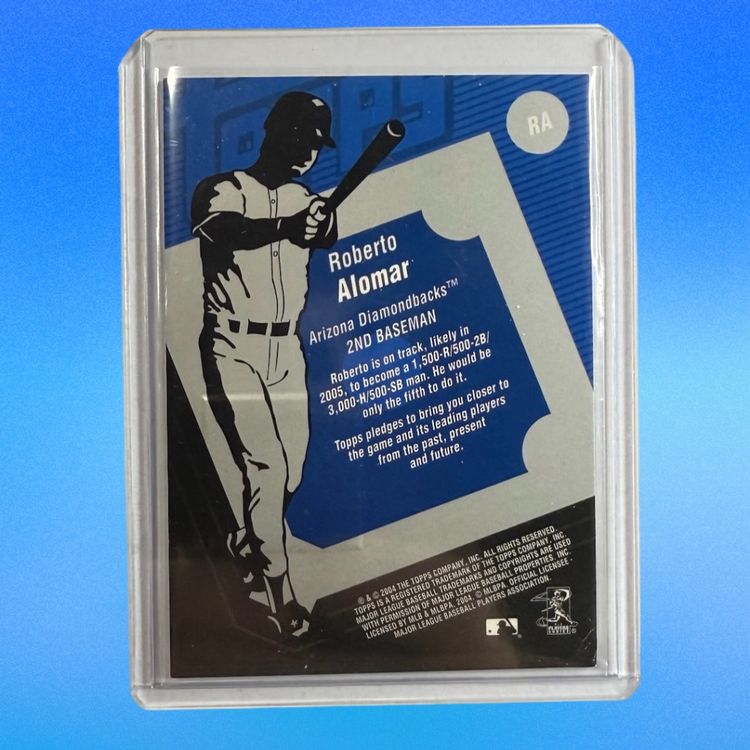 Topps
RA
Roberto
Alomar
Arizona Diamondbacks™
2ND BASEMAN
Roberto is on track, likely in
2005, to become a 1,500-R/500-2B/
3,000-H/500-SB man. He would be
only the fifth to do it.
Topps pledges to bring you closer to
the game and its leading players
from the past, present
and future.
® & © 2004 THE TOPPS COMPANY, INC. ALL RIGHTS RESERVED.
TOPPS IS A REGISTERED TRADEMARK OF THE TOPPS COMPANY, INC.
MAJOR LEAGUE BASEBALL TRADEMARKS AND COPYRIGHTS ARE USED
WITH PERMISSION OF MAJOR LEAGUE BASEBALL PROPERTIES INC.
LICENSED BY MLB & MLBPA, 2004. © MLBPA. OFFICIAL LICENSEE -
MAJOR LEAGUE BASEBALL PLAYERS ASSOCIATION.
PLAYERS
CHOICE